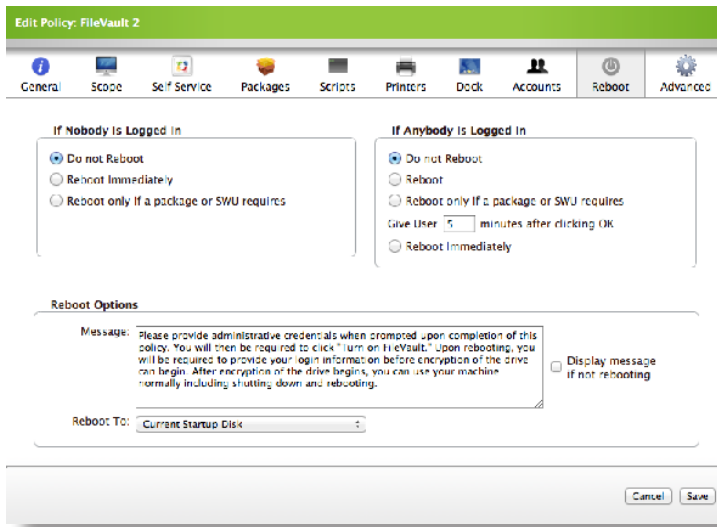 Edit Policy: FileVault 2
General Scope Self Service Packages Scripts Printers Dock Accounts Reboot Advanced
If Nobody Is Logged In
Do not Reboot
Reboot Immediately
Reboot only if a package or SWU requires
If Anybody Is Logged In
Do not Reboot
Reboot
Reboot only if a package or SWU requires
Give User 5 minutes after clicking OK
Reboot Immediately
Reboot Options
Message:
Please provide administrative credentials when prompted upon completion of this
policy. You will then be required to click "Turn on FileVault." Upon rebooting, you
will be required to provide your login information before encryption of the drive
can begin. After encryption of the drive begins, you can use your machine
normally including shutting down and rebooting.
Display message
if not rebooting
Reboot To: Current Startup Disk
Cancel Save